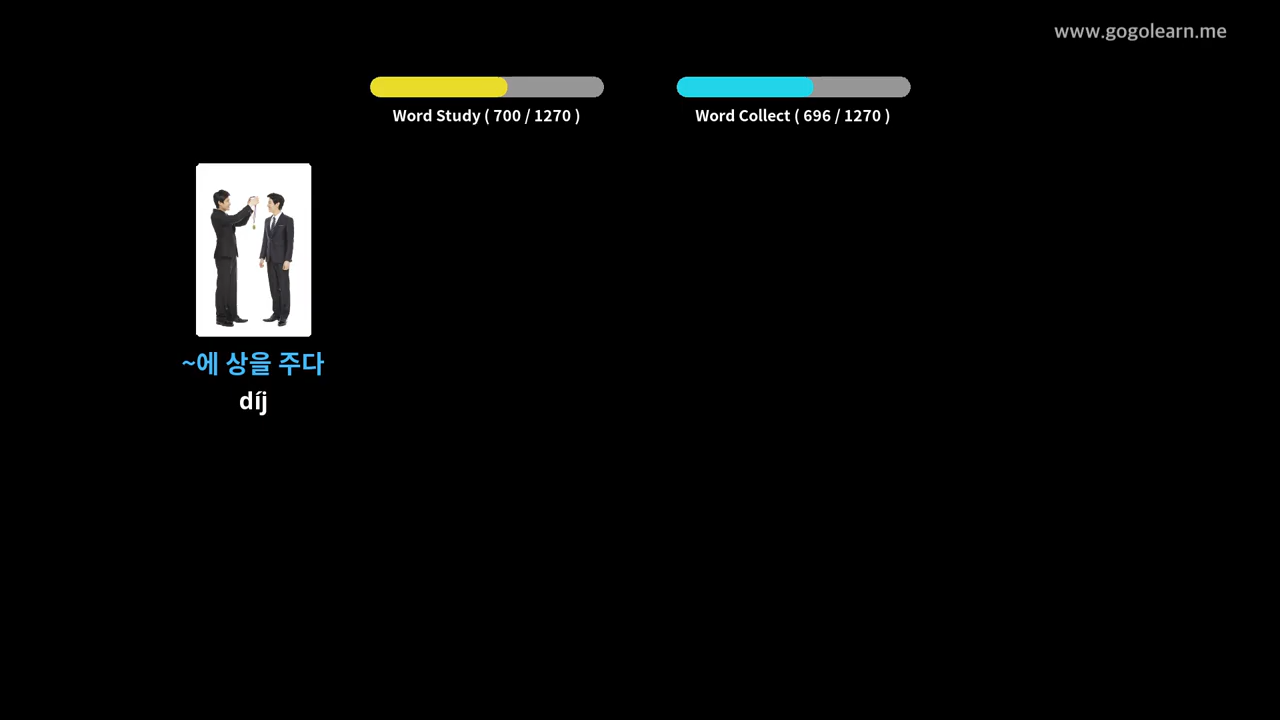 www.gogolearn.me
Word Study ( 700 / 1270 )
Word Collect ( 696 / 1270 )
~에 상을 주다
díj